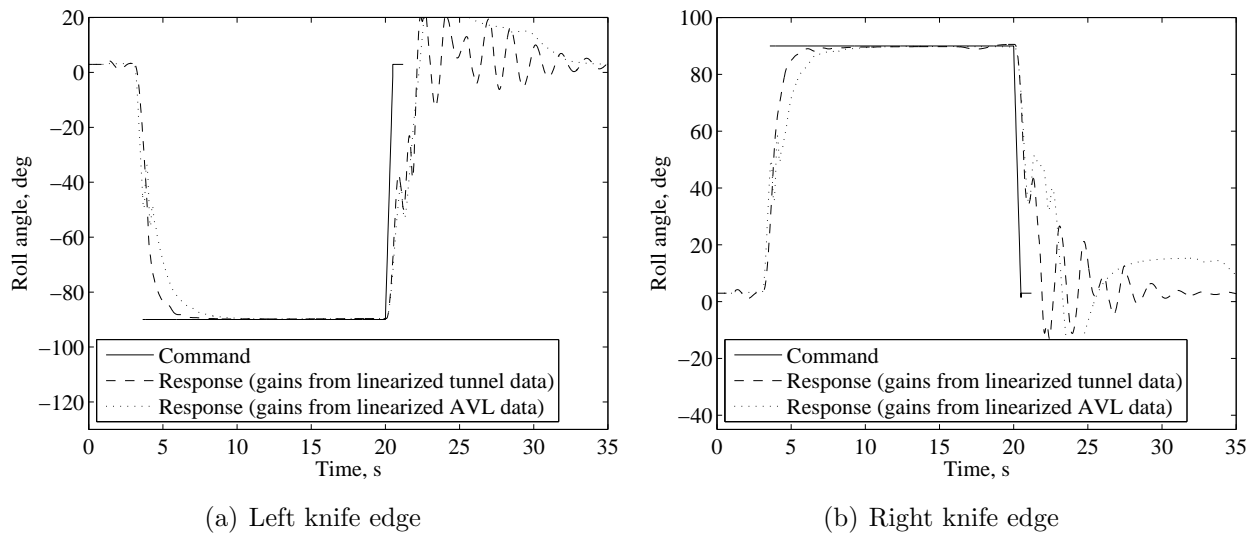 20
0
−20
−40
−60
−80
−100
−120
Roll angle, deg
Command
Response (gains from linearized tunnel data)
Response (gains from linearized AVL data)
0 5 10 15 20 25 30 35
Time, s
(a) Left knife edge
100
80
60
40
20
0
−20
−40
Roll angle, deg
Command
Response (gains from linearized tunnel data)
Response (gains from linearized AVL data)
0 5 10 15 20 25 30 35
Time, s
(b) Right knife edge